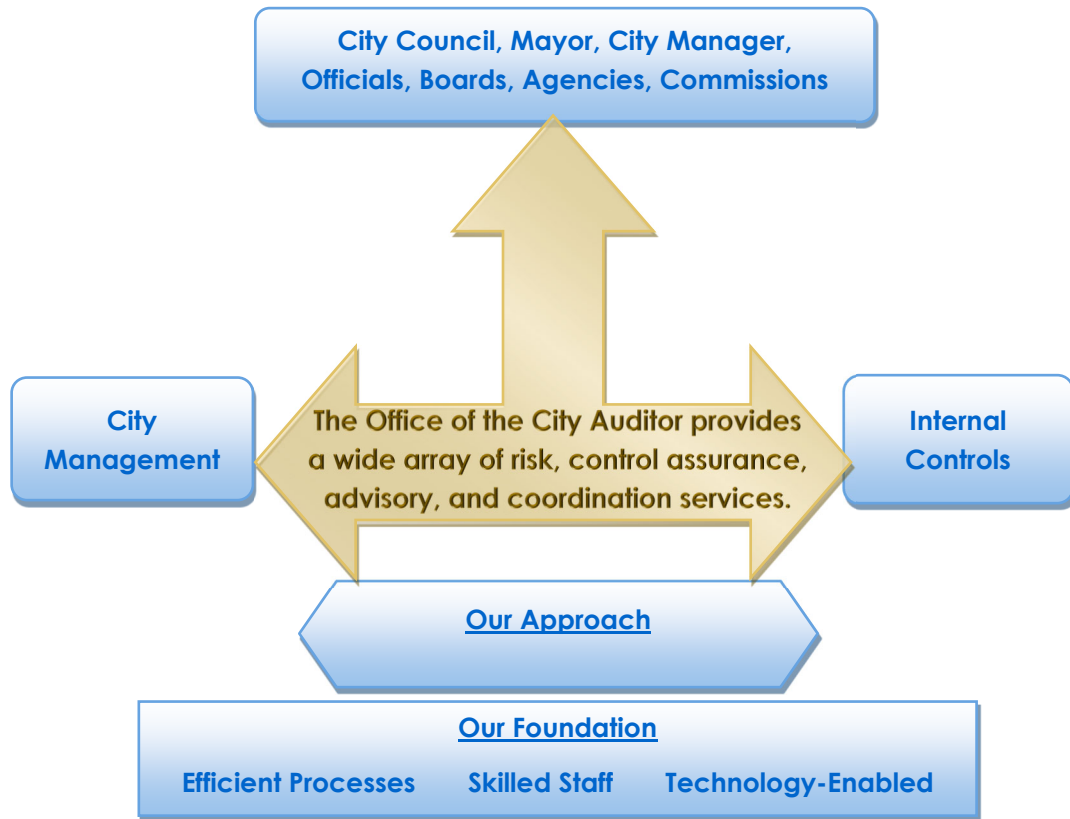 City Council, Mayor, City Manager,
Officials, Boards, Agencies, Commissions
City
Management
The Office of the City Auditor provides
a wide array of risk, control assurance,
advisory, and coordination services.
Internal
Controls
Our Approach
Our Foundation
Efficient Processes Skilled Staff Technology-Enabled